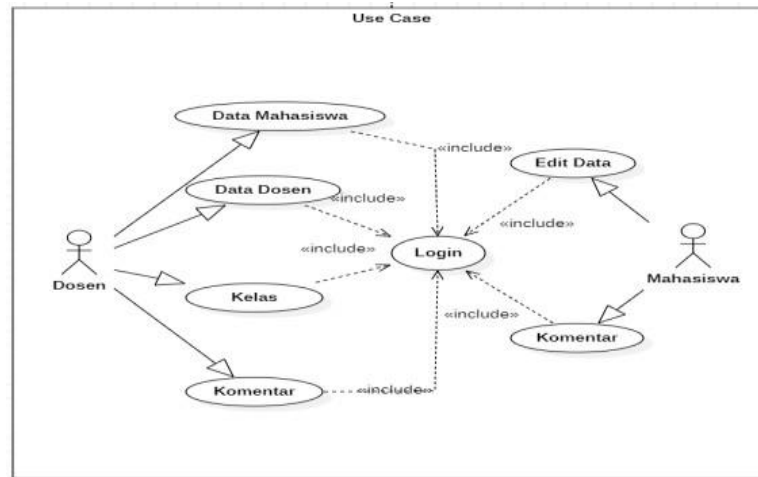 Use Case
Data Mahasiswa
«include»
Edit Data
Data Dosen
«include»
«include»
«include»
Login
Dosen
Mahasiswa
Kelas
«include»
Komentar
Komentar
«include»